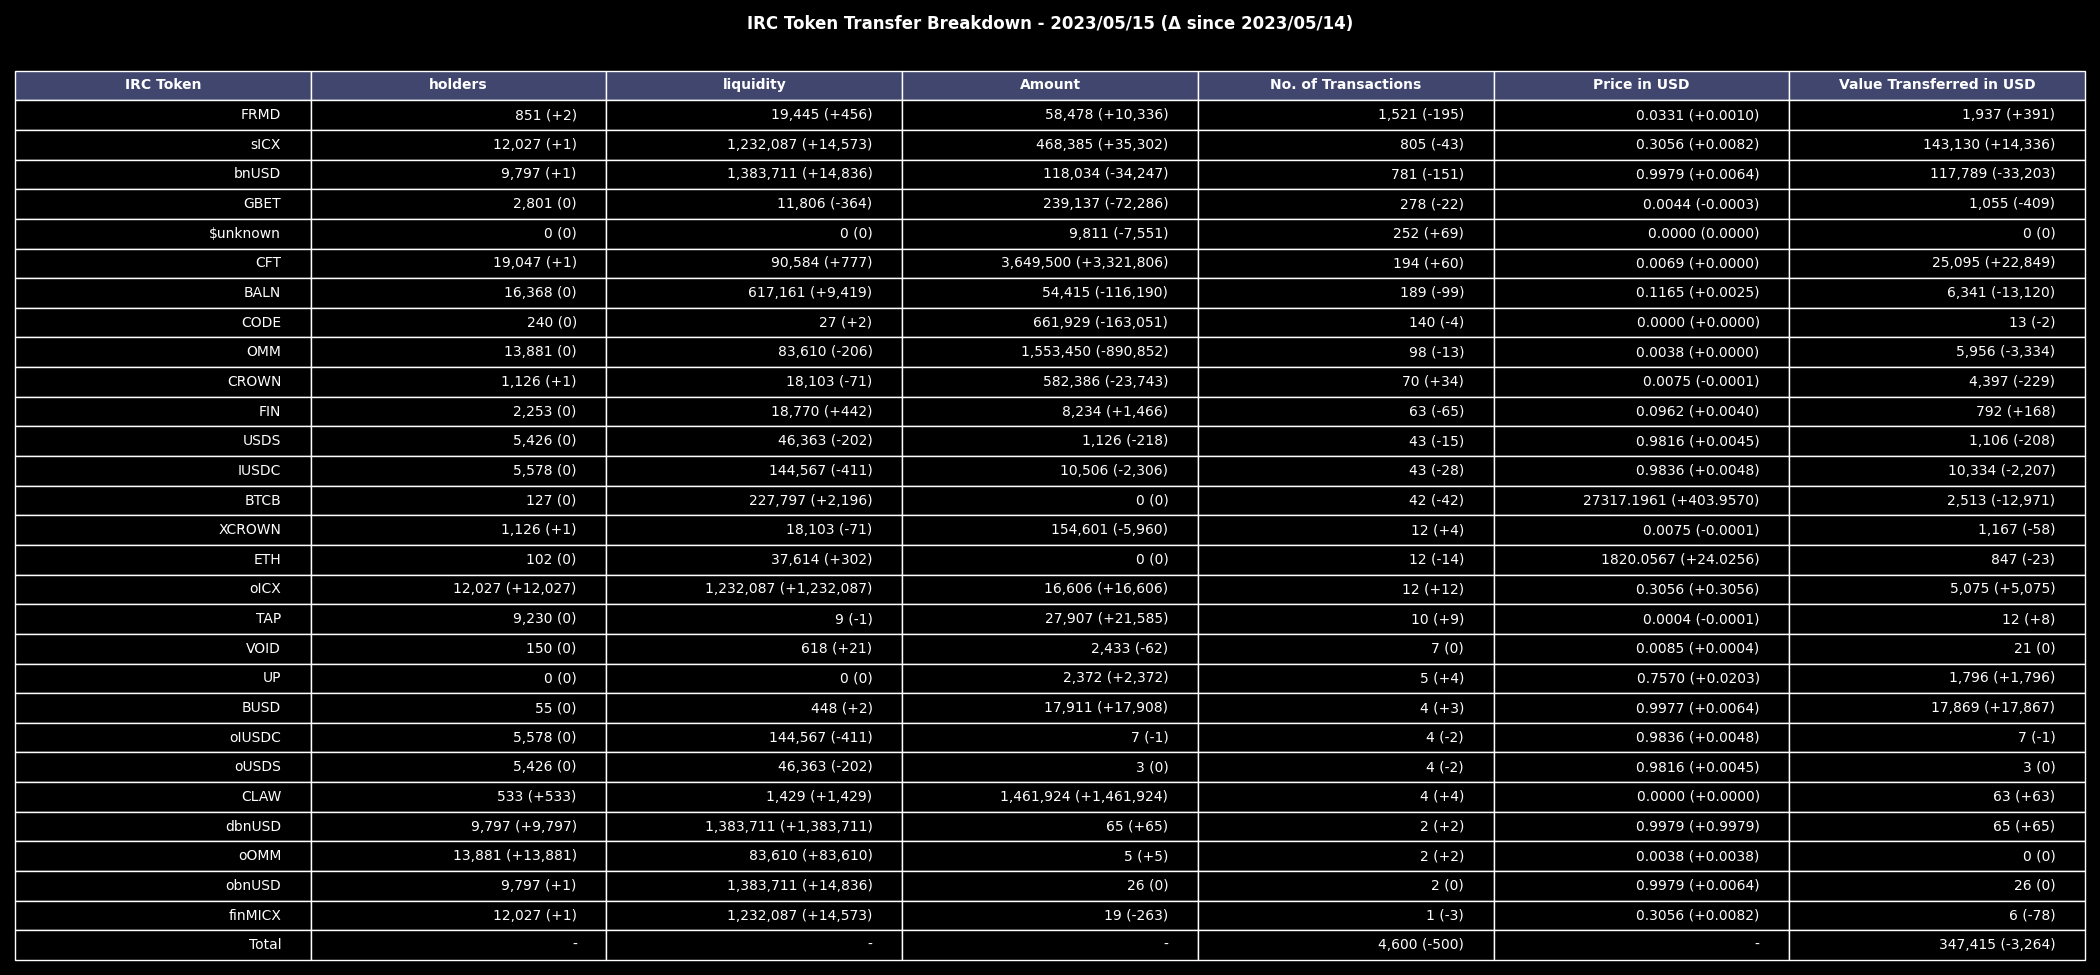 IRC Token Transfer Breakdown - 2023/05/15 (Δ since 2023/05/14)
IRC Token holders liquidity Amount No. of Transactions Price in USD Value Transferred in USD
FRMD 851 (+2) 19,445 (+456) 58,478 (+10,336) 1,521 (-195) 0.0331 (+0.0010) 1,937 (+391)
sICX 12,027 (+1) 1,232,087 (+14,573) 468,385 (+35,302) 805 (-43) 0.3056 (+0.0082) 143,130 (+14,336)
bnUSD 9,797 (+1) 1,383,711 (+14,836) 118,034 (-34,247) 781 (-151) 0.9979 (+0.0064) 117,789 (-33,203)
GBET 2,801 (0) 11,806 (-364) 239,137 (-72,286) 278 (-22) 0.0044 (-0.0003) 1,055 (-409)
$unknown 0 (0) 0 (0) 9,811 (-7,551) 252 (+69) 0.0000 (0.0000) 0 (0)
CFT 19,047 (+1) 90,584 (+777) 3,649,500 (+3,321,806) 194 (+60) 0.0069 (+0.0000) 25,095 (+22,849)
BALN 16,368 (0) 617,161 (+9,419) 54,415 (-116,190) 189 (-99) 0.1165 (+0.0025) 6,341 (-13,120)
CODE 240 (0) 27 (+2) 661,929 (-163,051) 140 (-4) 0.0000 (+0.0000) 13 (-2)
OMM 13,881 (0) 83,610 (-206) 1,553,450 (-890,852) 98 (-13) 0.0038 (+0.0000) 5,956 (-3,334)
CROWN 1,126 (+1) 18,103 (-71) 582,386 (-23,743) 70 (+34) 0.0075 (-0.0001) 4,397 (-229)
FIN 2,253 (0) 18,770 (+442) 8,234 (+1,466) 63 (-65) 0.0962 (+0.0040) 792 (+168)
USDS 5,426 (0) 46,363 (-202) 1,126 (-218) 43 (-15) 0.9816 (+0.0045) 1,106 (-208)
IUSDC 5,578 (0) 144,567 (-411) 10,506 (-2,306) 43 (-28) 0.9836 (+0.0048) 10,334 (-2,207)
BTCB 127 (0) 227,797 (+2,196) 0 (0) 42 (-42) 27317.1961 (+403.9570) 2,513 (-12,971)
XCROWN 1,126 (+1) 18,103 (-71) 154,601 (-5,960) 12 (+4) 0.0075 (-0.0001) 1,167 (-58)
ETH 102 (0) 37,614 (+302) 0 (0) 12 (-14) 1820.0567 (+24.0256) 847 (-23)
oICX 12,027 (+12,027) 1,232,087 (+1,232,087) 16,606 (+16,606) 12 (+12) 0.3056 (+0.3056) 5,075 (+5,075)
TAP 9,230 (0) 9 (-1) 27,907 (+21,585) 10 (+9) 0.0004 (-0.0001) 12 (+8)
VOID 150 (0) 618 (+21) 2,433 (-62) 7 (0) 0.0085 (+0.0004) 21 (0)
UP 0 (0) 0 (0) 2,372 (+2,372) 5 (+4) 0.7570 (+0.0203) 1,796 (+1,796)
BUSD 55 (0) 448 (+2) 17,911 (+17,908) 4 (+3) 0.9977 (+0.0064) 17,869 (+17,867)
oIUSDC 5,578 (0) 144,567 (-411) 7 (-1) 4 (-2) 0.9836 (+0.0048) 7 (-1)
oUSDS 5,426 (0) 46,363 (-202) 3 (0) 4 (-2) 0.9816 (+0.0045) 3 (0)
CLAW 533 (+533) 1,429 (+1,429) 1,461,924 (+1,461,924) 4 (+4) 0.0000 (+0.0000) 63 (+63)
dbnUSD 9,797 (+9,797) 1,383,711 (+1,383,711) 65 (+65) 2 (+2) 0.9979 (+0.9979) 65 (+65)
oOMM 13,881 (+13,881) 83,610 (+83,610) 5 (+5) 2 (+2) 0.0038 (+0.0038) 0 (0)
obnUSD 9,797 (+1) 1,383,711 (+14,836) 26 (0) 2 (0) 0.9979 (+0.0064) 26 (0)
finMICX 12,027 (+1) 1,232,087 (+14,573) 19 (-263) 1 (-3) 0.3056 (+0.0082) 6 (-78)
Total - - - 4,600 (-500) - 347,415 (-3,264)